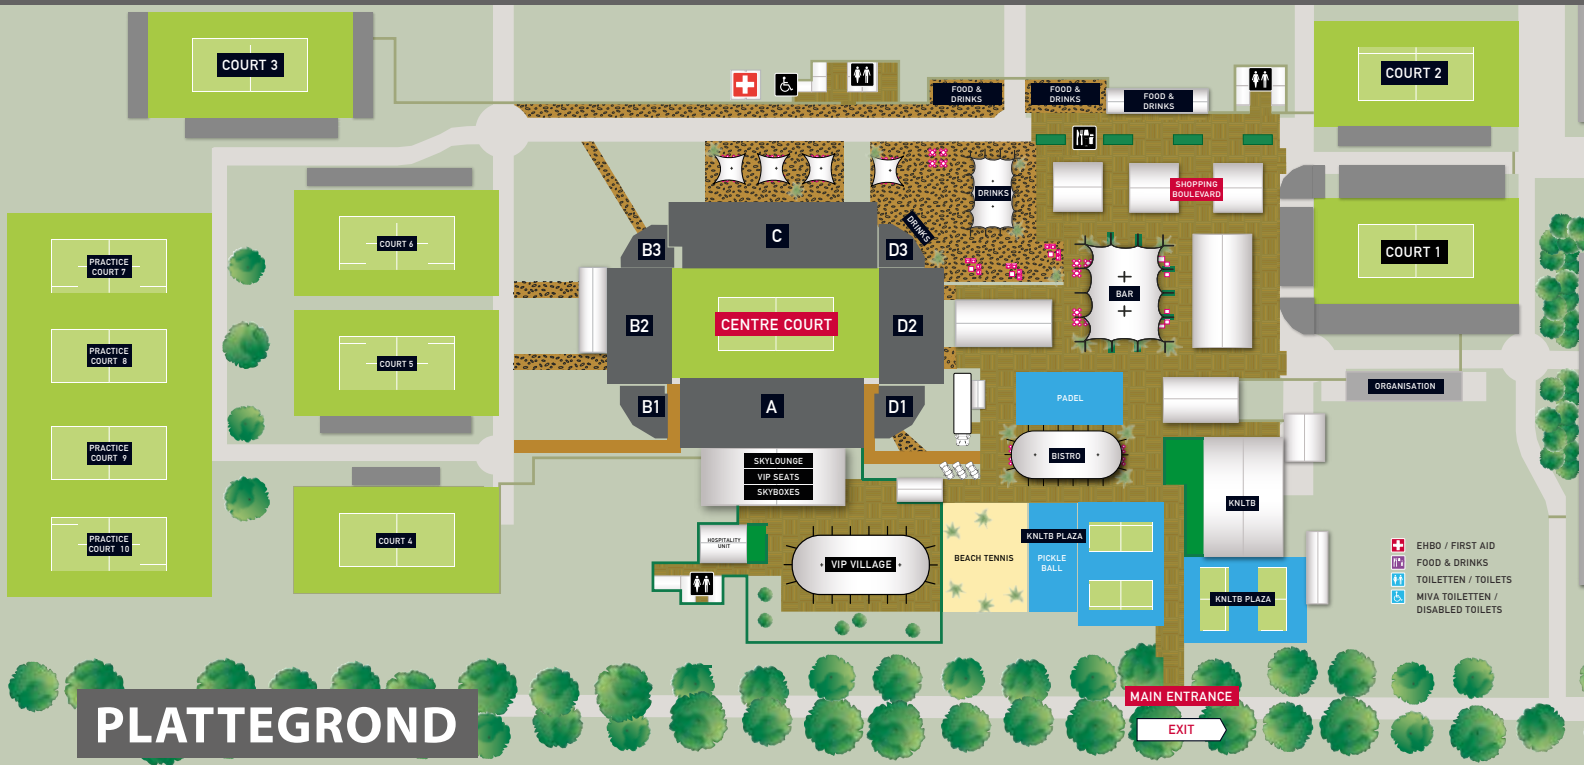 COURT 3
FOOD &
DRINKS
FOOD &
DRINKS
FOOD &
DRINKS
COURT 2
SHOPPING
BOULEVARD
DRINKS
DRINKS
C
B3
D3
COURT 6
COURT 1
PRACTICE
COURT 7
BAR
B2
CENTRE COURT
D2
PRACTICE
COURT 8
COURT 5
ORGANISATION
PADEL
B1
A
D1
PRACTICE
COURT 9
SKYLOUNGE
VIP SEATS
SKYBOXES
BISTRO
KNLTB
COURT 4
PRACTICE
COURT 10
HOSPITALITY
UNIT
VIP VILLAGE
BEACH TENNIS
KNLTB PLAZA
PICKLE
BALL
KNLTB PLAZA
EHBO / FIRST AID
FOOD & DRINKS
TOILETTEN / TOILETS
MIVA TOILETTEN /
DISABLED TOILETS
MAIN ENTRANCE
EXIT
PLATTEGROND